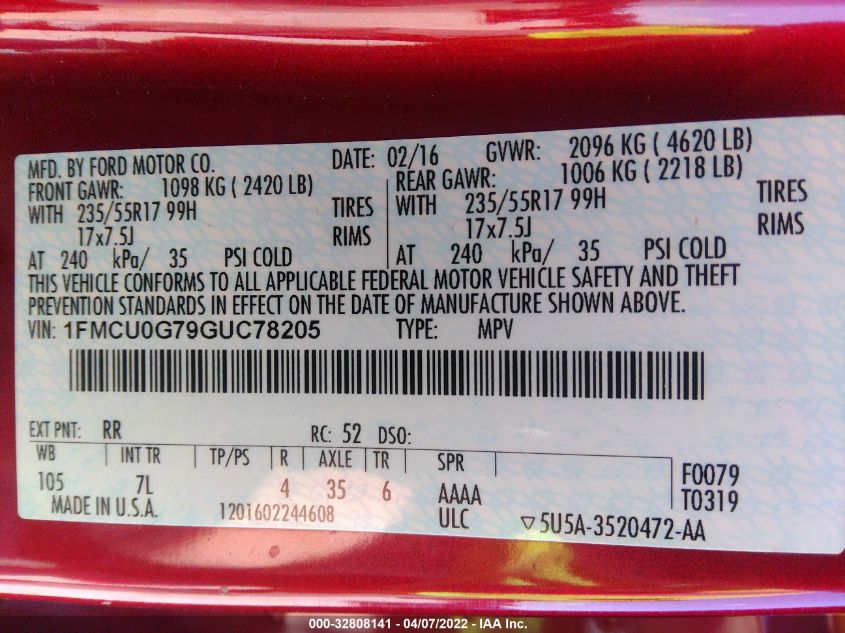 MFD. BY FORD MOTOR CO. DATE: 02/16 GVWR: 2096 KG ( 4620 LB)
FRONT GAWR: 1098 KG ( 2420 LB) REAR GAWR: 1006 KG ( 2218 LB)
WITH 235/55R17 99H TIRES WITH 235/55R17 99H TIRES
17x7.5J RIMS 17x7.5J RIMS
AT 240 kPa/ 35 PSI COLD AT 240 kPa/ 35 PSI COLD
THIS VEHICLE CONFORMS TO ALL APPLICABLE FEDERAL MOTOR VEHICLE SAFETY AND THEFT
PREVENTION STANDARDS IN EFFECT ON THE DATE OF MANUFACTURE SHOWN ABOVE.
VIN: 1FMCU0G79GUC78205 TYPE: MPV
EXT PNT: RR RC: 52 DSO:
WB INT TR TP/PS R AXLE TR SPR F0079
105 7L 4 35 6 AAAA T0319
MADE IN U.S.A. 1201602244608 ULC ▽5U5A-3520472-AA
000-32808141 - 04/07/2022 - IAA Inc.